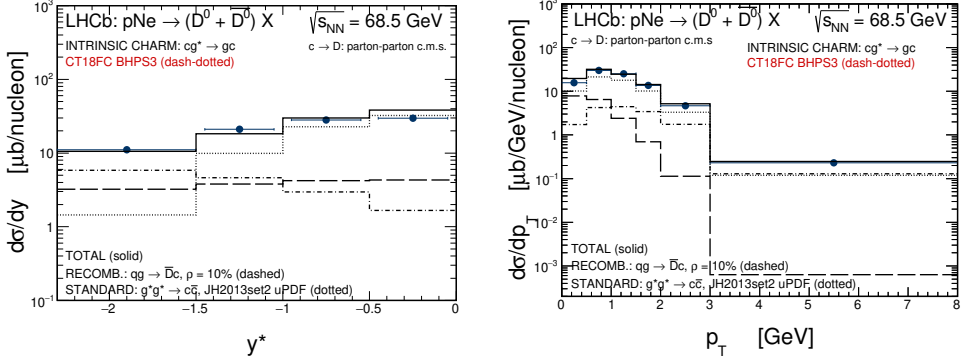 LHCb: pNe → (D⁰ + D̅⁰) X √s_NN = 68.5 GeV
c → D: parton-parton c.m.s
INTRINSIC CHARM: cg* → gc
CT18FC BHPS3 (dash-dotted)
dσ/dy [μb/nucleon]
10³
10²
10
1
10⁻¹
TOTAL (solid)
RECOMB.: qg → D̅c, ρ = 10% (dashed)
STANDARD: g*g* → cc̅, JH2013set2 uPDF (dotted)
−2 −1.5 −1 −0.5 0
y*
LHCb: pNe → (D⁰ + D̅⁰) X √s_NN = 68.5 GeV
c → D: parton-parton c.m.s
INTRINSIC CHARM: cg* → gc
CT18FC BHPS3 (dash-dotted)
dσ/dp_T [μb/GeV/nucleon]
10³
10²
10
1
10⁻¹
10⁻²
10⁻³
TOTAL (solid)
RECOMB.: qg → D̅c, ρ = 10% (dashed)
STANDARD: g*g* → cc̅, JH2013set2 uPDF (dotted)
0 1 2 3 4 5 6 7 8
p_T [GeV]